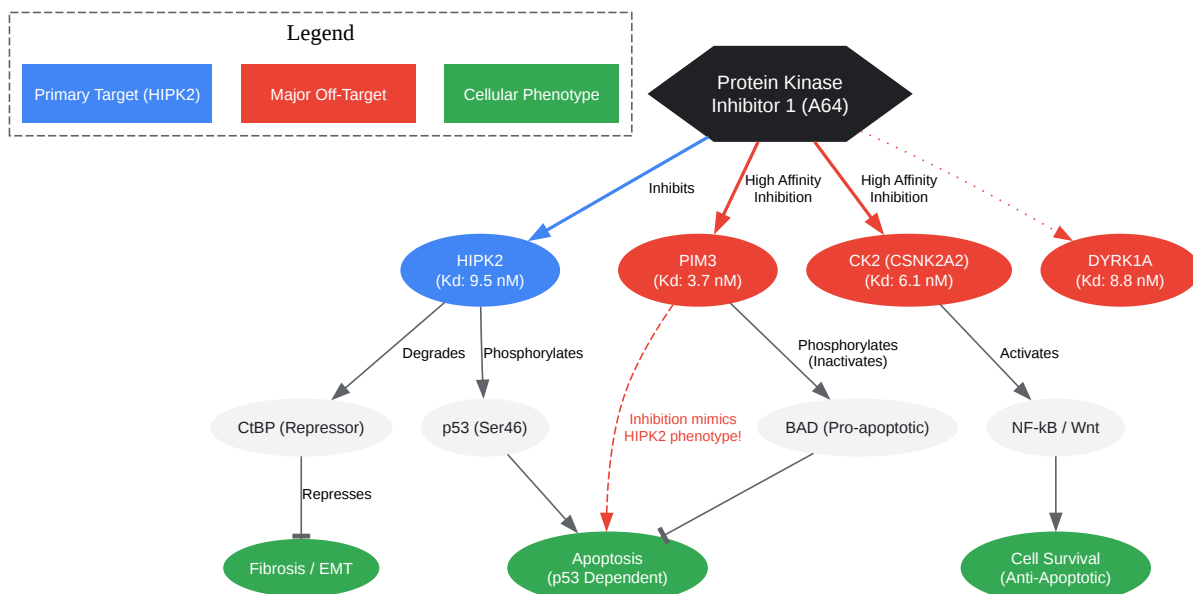 Legend
Primary Target (HIPK2)
Major Off-Target
Cellular Phenotype
Protein Kinase
Inhibitor 1 (A64)
Inhibits
High Affinity
Inhibition
High Affinity
Inhibition
HIPK2
(Kd: 9.5 nM)
PIM3
(Kd: 3.7 nM)
CK2 (CSNK2A2)
(Kd: 6.1 nM)
DYRK1A
(Kd: 8.8 nM)
Degrades
Phosphorylates
Phosphorylates
(Inactivates)
Activates
CtBP (Repressor)
p53 (Ser46)
Inhibition mimics
HIPK2 phenotype!
BAD (Pro-apoptotic)
NF-kB / Wnt
Represses
Fibrosis / EMT
Apoptosis
(p53 Dependent)
Cell Survival
(Anti-Apoptotic)